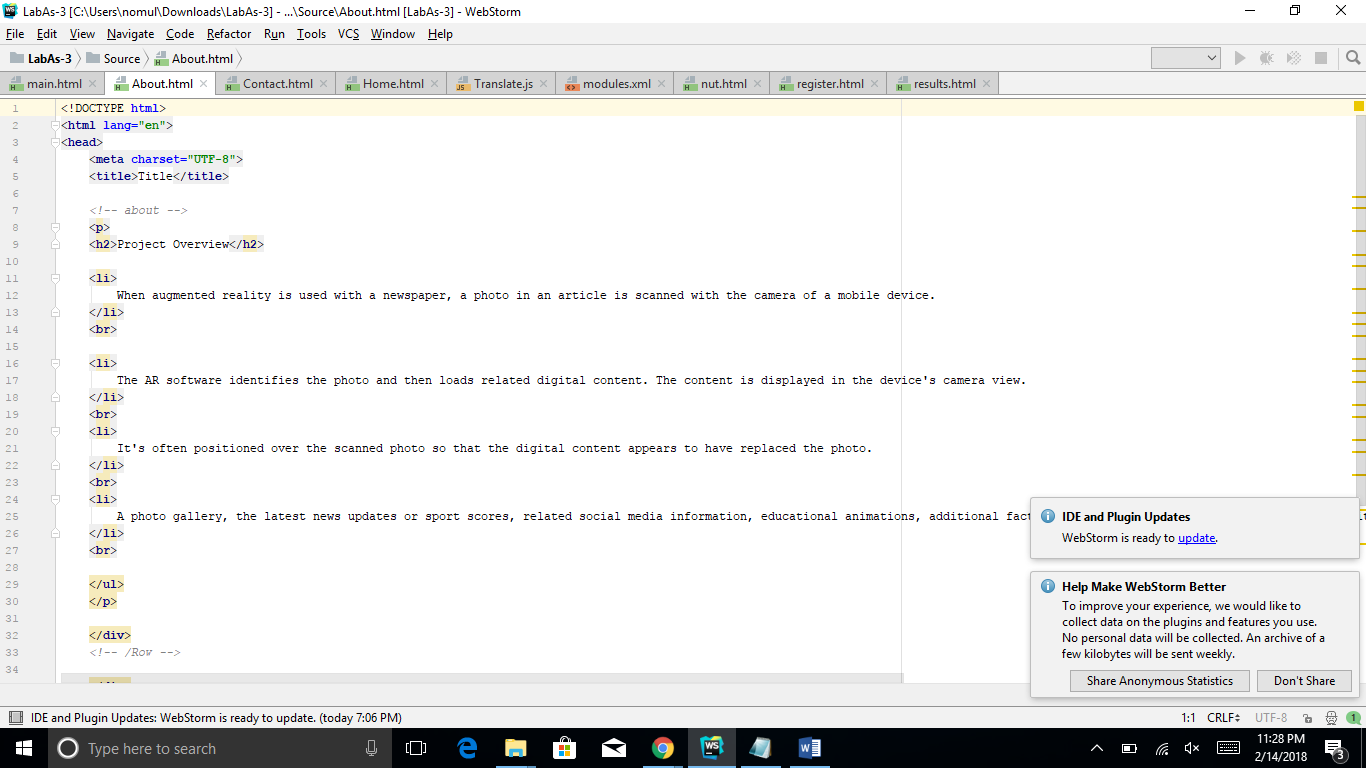 LabAs-3 [C:\Users\nomul\Downloads\LabAs-3] - ...\Source\About.html [LabAs-3] - WebStorm
File Edit View Navigate Code Refactor Run Tools VCS Window Help
LabAs-3 Source About.html
main.html About.html Contact.html Home.html Translate.js modules.xml nut.html register.html results.html
1 <!DOCTYPE html>
2 <html lang="en">
3 <head>
4 <meta charset="UTF-8">
5 <title>Title</title>
6
7 <!-- about -->
8 <p>
9 <h2>Project Overview</h2>
10
11 <li>
12 When augmented reality is used with a newspaper, a photo in an article is scanned with the camera of a mobile device.
13 </li>
14 <br>
15
16 <li>
17 The AR software identifies the photo and then loads related digital content. The content is displayed in the device's camera view.
18 </li>
19 <br>
20 <li>
21 It's often positioned over the scanned photo so that the digital content appears to have replaced the photo.
22 </li>
23 <br>
24 <li>
25 A photo gallery, the latest news updates or sport scores, related social media information, educational animations, additional fact
26 </li>
27 <br>
28
29 </ul>
30 </p>
31
32 </div>
33 <!-- /Row -->
34
IDE and Plugin Updates
WebStorm is ready to update.
Help Make WebStorm Better
To improve your experience, we would like to
collect data on the plugins and features you use.
No personal data will be collected. An archive of a
few kilobytes will be sent weekly.
Share Anonymous Statistics Don't Share
IDE and Plugin Updates: WebStorm is ready to update. (today 7:06 PM) 1:1 CRLF UTF-8 1
Type here to search
11:28 PM
2/14/2018
3